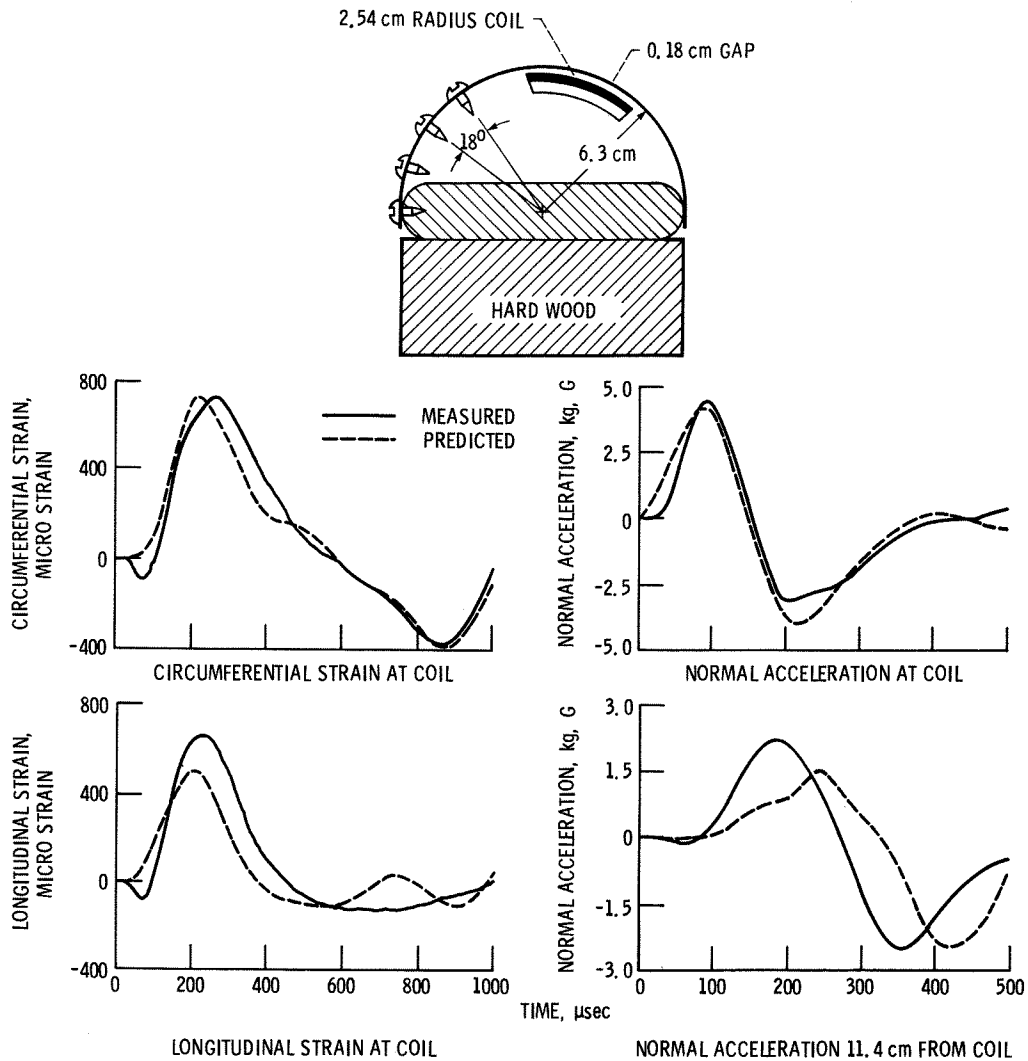 2.54 cm RADIUS COIL
0.18 cm GAP
18°
6.3 cm
HARD WOOD
CIRCUMFERENTIAL STRAIN,
MICRO STRAIN
800
400
0
-400
MEASURED
PREDICTED
CIRCUMFERENTIAL STRAIN AT COIL
NORMAL ACCELERATION, kg, G
5.0
2.5
0
-2.5
-5.0
NORMAL ACCELERATION AT COIL
LONGITUDINAL STRAIN,
MICRO STRAIN
800
400
0
-400
0 200 400 600 800 1000
NORMAL ACCELERATION, kg, G
3.0
1.5
0
-1.5
-3.0
0 100 200 300 400 500
TIME, µsec
LONGITUDINAL STRAIN AT COIL
NORMAL ACCELERATION 11.4 cm FROM COIL